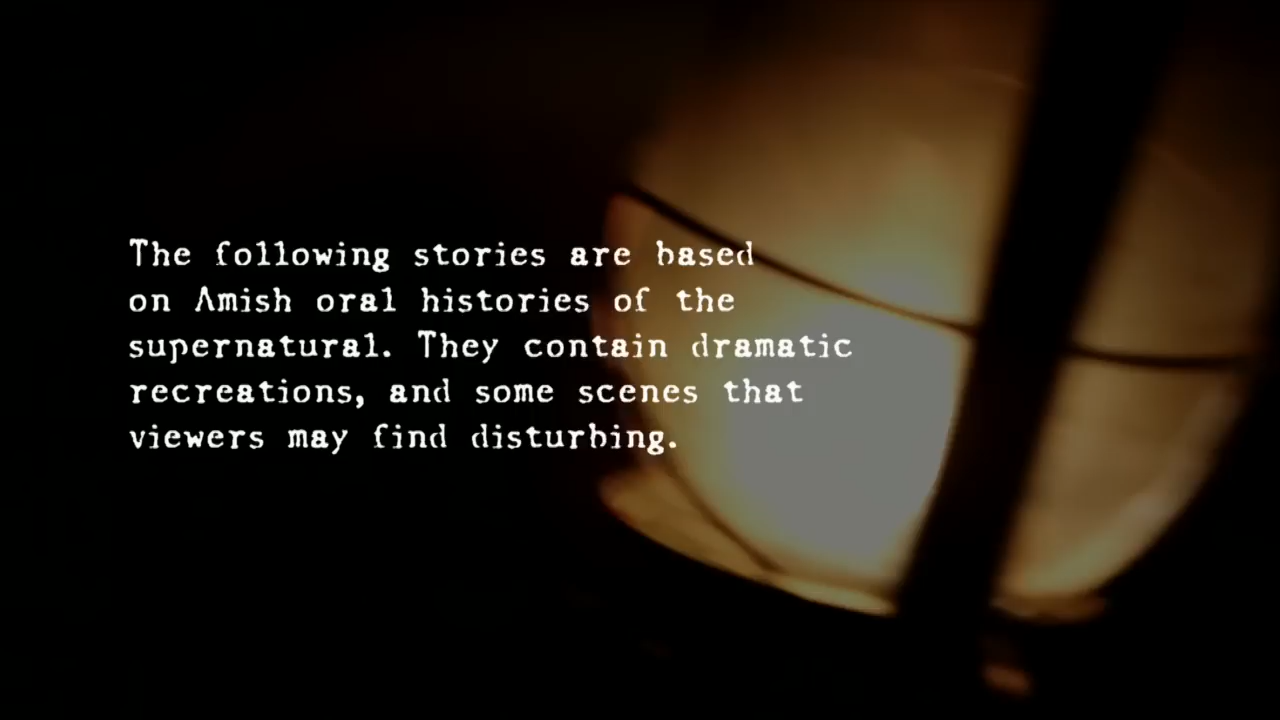 The following stories are based
on Amish oral histories of the
supernatural. They contain dramatic
recreations, and some scenes that
viewers may find disturbing.